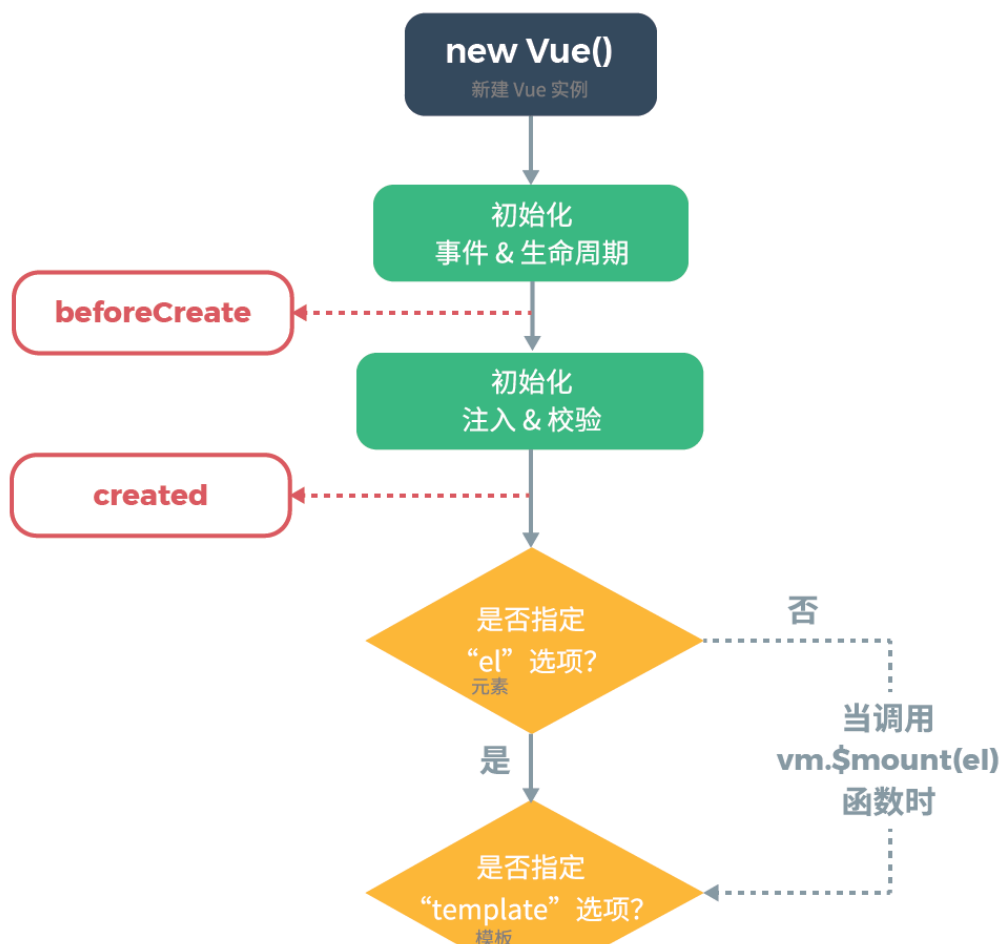 new Vue()
新建 Vue 实例
初始化
事件 & 生命周期
beforeCreate
初始化
注入 & 校验
created
是否指定
“el”选项?
元素
否
是
当调用
vm.$mount(el)
函数时
是否指定
“template”选项?
模板